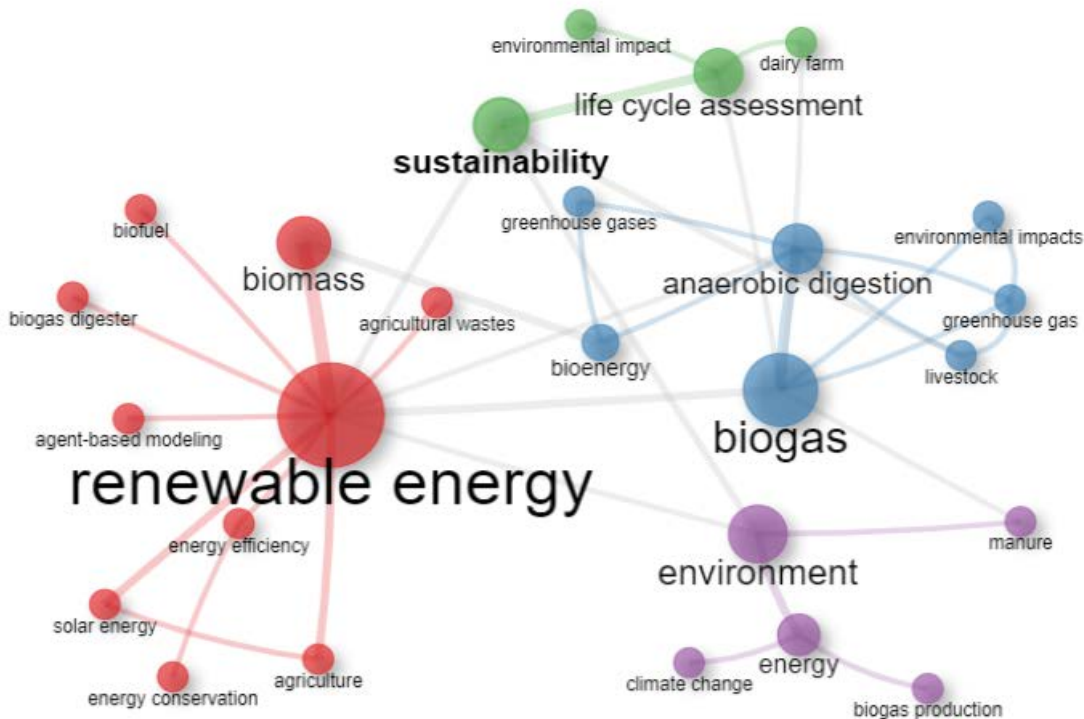 environmental impact
dairy farm
life cycle assessment
sustainability
greenhouse gases
biofuel
environmental impacts
biomass
anaerobic digestion
biogas digester
agricultural wastes
greenhouse gas
bioenergy
livestock
agent-based modeling
biogas
renewable energy
energy efficiency
manure
environment
solar energy
energy
agriculture
climate change
energy conservation
biogas production